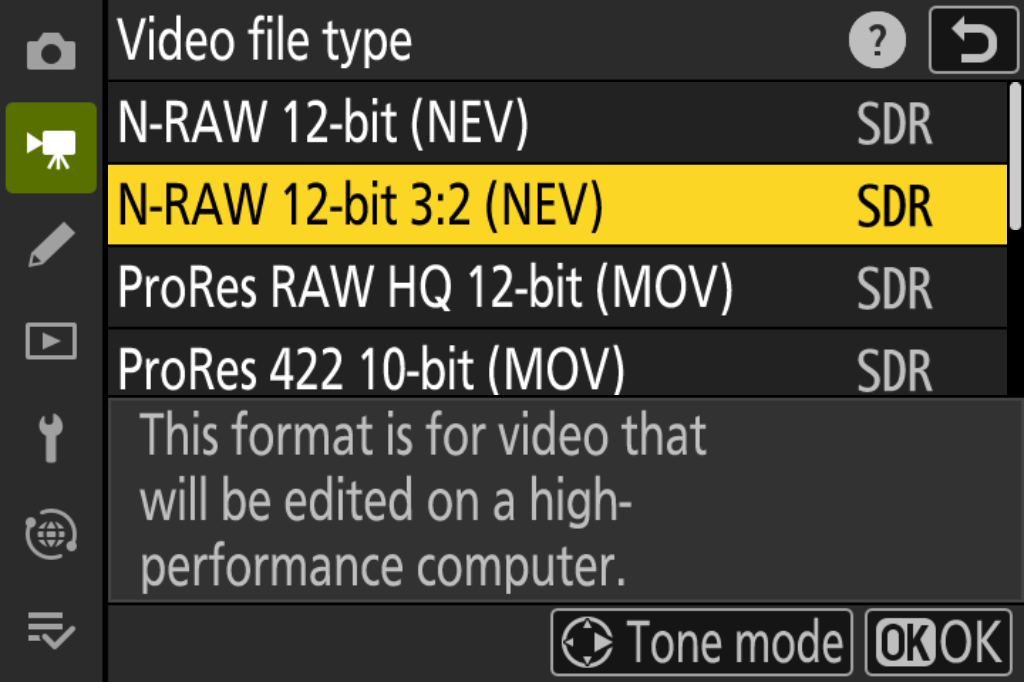 Video file type
?
N-RAW 12-bit (NEV) SDR
N-RAW 12-bit 3:2 (NEV) SDR
ProRes RAW HQ 12-bit (MOV) SDR
ProRes 422 10-bit (MOV) SDR
This format is for video that
will be edited on a high-
performance computer.
Tone mode OK OK